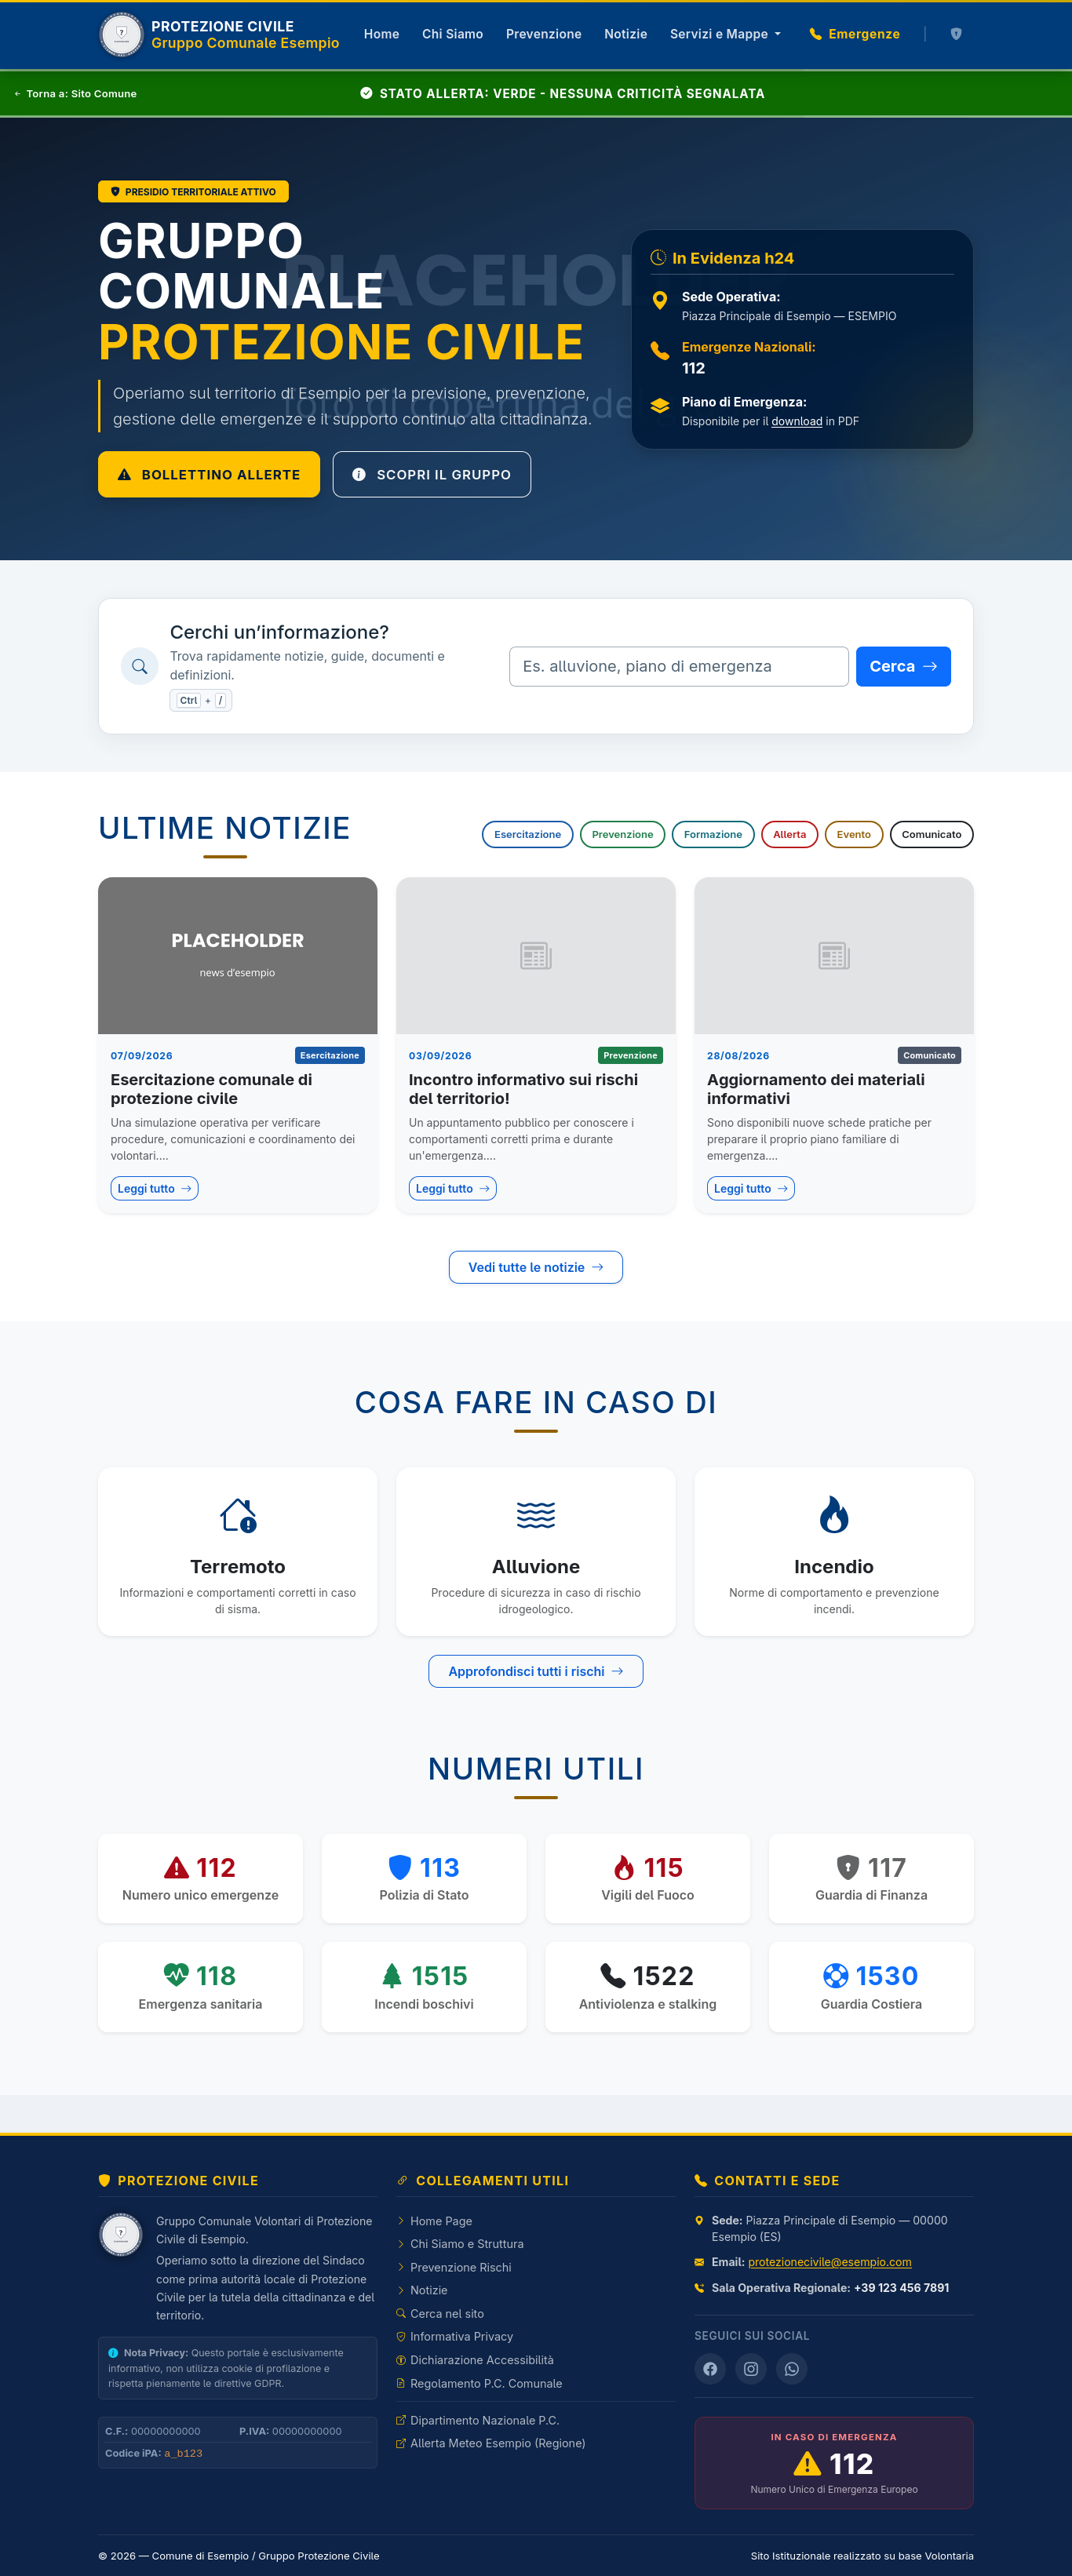 PROTEZIONE CIVILE
Gruppo Comunale Esempio
Home
Chi Siamo
Prevenzione
Notizie
Servizi e Mappe
Emergenze
Torna a: Sito Comune
STATO ALLERTA: VERDE - NESSUNA CRITICITÀ SEGNALATA
PRESIDIO TERRITORIALE ATTIVO
GRUPPO
COMUNALE
PROTEZIONE CIVILE
Operiamo sul territorio di Esempio per la previsione, prevenzione,
gestione delle emergenze e il supporto continuo alla cittadinanza.
BOLLETTINO ALLERTE
SCOPRI IL GRUPPO
In Evidenza h24
Sede Operativa:
Piazza Principale di Esempio — ESEMPIO
Emergenze Nazionali:
112
Piano di Emergenza:
Disponibile per il download in PDF
Cerchi un’informazione?
Trova rapidamente notizie, guide, documenti e
definizioni.
Ctrl + /
Es. alluvione, piano di emergenza
Cerca
ULTIME NOTIZIE
Esercitazione
Prevenzione
Formazione
Allerta
Evento
Comunicato
PLACEHOLDER
news d'esempio
07/09/2026
Esercitazione
Esercitazione comunale di
protezione civile
Una simulazione operativa per verificare
procedure, comunicazioni e coordinamento dei
volontari....
Leggi tutto
03/09/2026
Prevenzione
Incontro informativo sui rischi
del territorio!
Un appuntamento pubblico per conoscere i
comportamenti corretti prima e durante
un'emergenza....
Leggi tutto
28/08/2026
Comunicato
Aggiornamento dei materiali
informativi
Sono disponibili nuove schede pratiche per
preparare il proprio piano familiare di
emergenza....
Leggi tutto
Vedi tutte le notizie
COSA FARE IN CASO DI
Terremoto
Informazioni e comportamenti corretti in caso
di sisma.
Alluvione
Procedure di sicurezza in caso di rischio
idrogeologico.
Incendio
Norme di comportamento e prevenzione
incendi.
Approfondisci tutti i rischi
NUMERI UTILI
112
Numero unico emergenze
113
Polizia di Stato
115
Vigili del Fuoco
117
Guardia di Finanza
118
Emergenza sanitaria
1515
Incendi boschivi
1522
Antiviolenza e stalking
1530
Guardia Costiera
PROTEZIONE CIVILE
Gruppo Comunale Volontari di Protezione
Civile di Esempio.
Operiamo sotto la direzione del Sindaco
come prima autorità locale di Protezione
Civile per la tutela della cittadinanza e del
territorio.
Nota Privacy: Questo portale è esclusivamente
informativo, non utilizza cookie di profilazione e
rispetta pienamente le direttive GDPR.
C.F.: 00000000000
P.IVA: 00000000000
Codice iPA: a_b123
COLLEGAMENTI UTILI
Home Page
Chi Siamo e Struttura
Prevenzione Rischi
Notizie
Cerca nel sito
Informativa Privacy
Dichiarazione Accessibilità
Regolamento P.C. Comunale
Dipartimento Nazionale P.C.
Allerta Meteo Esempio (Regione)
CONTATTI E SEDE
Sede: Piazza Principale di Esempio — 00000
Esempio (ES)
Email: protezionecivile@esempio.com
Sala Operativa Regionale: +39 123 456 7891
SEGUICI SUI SOCIAL
IN CASO DI EMERGENZA
112
Numero Unico di Emergenza Europeo
© 2026 — Comune di Esempio / Gruppo Protezione Civile
Sito Istituzionale realizzato su base Volontaria